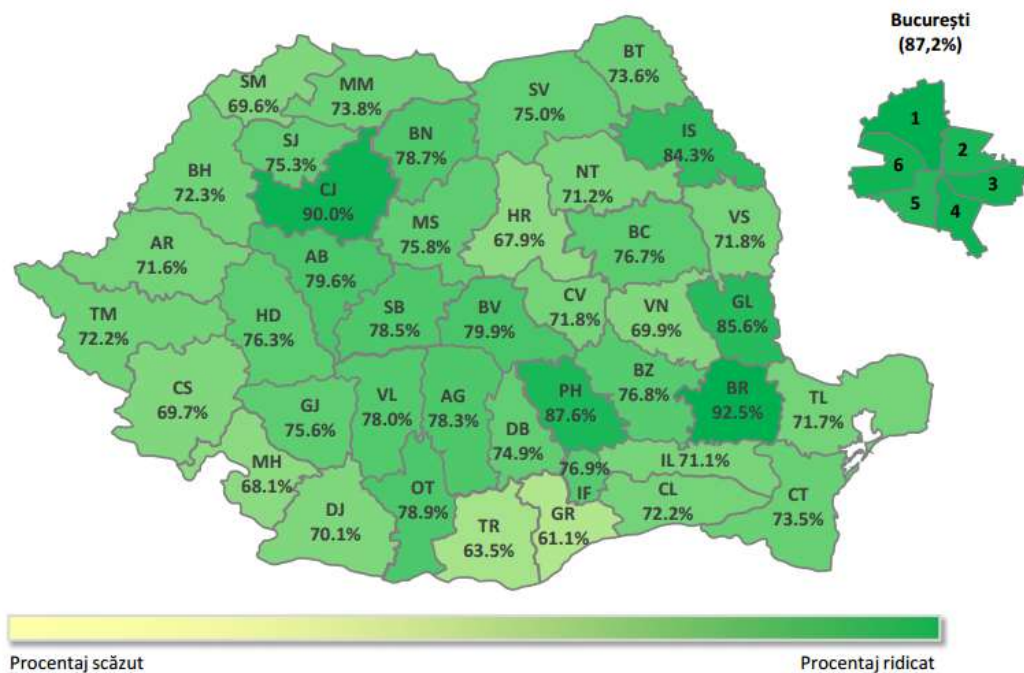 București
(87,2%)
BT
73.6%
SM
69.6%
MM
73.8%
SV
75.0%
1
IS
84.3%
2
BN
78.7%
SJ
75.3%
6
3
BH
72.3%
CJ
90.0%
NT
71.2%
5
4
HR
67.9%
MS
75.8%
VS
71.8%
BC
76.7%
AR
71.6%
AB
79.6%
CV
71.8%
VN
69.9%
GL
85.6%
TM
72.2%
HD
76.3%
SB
78.5%
BV
79.9%
BZ
76.8%
BR
92.5%
CS
69.7%
PH
87.6%
VL
78.0%
AG
78.3%
TL
71.7%
GJ
75.6%
DB
74.9%
MH
68.1%
76.9%
IF
IL 71.1%
OT
78.9%
CL
72.2%
CT
73.5%
DJ
70.1%
TR
63.5%
GR
61.1%
Procentaj scăzut
Procentaj ridicat